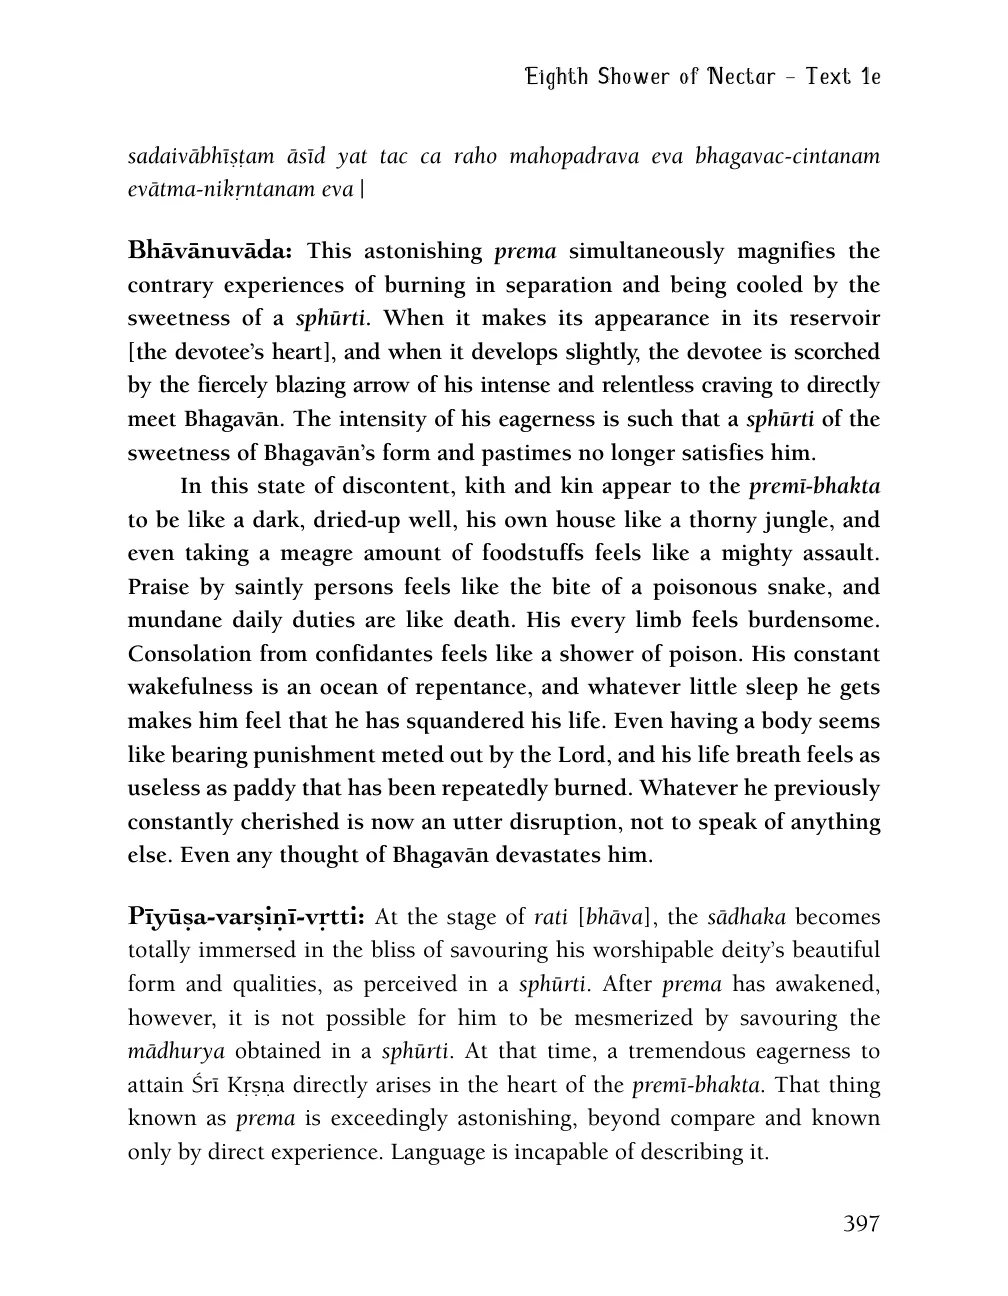 Eighth Shower of Nectar – Text 1e
sadaivābhīṣṭam āsīd yat tac ca raho mahopadrava eva bhagavac-cintanam
evātma-nikṛntanam eva |
Bhāvānuvāda: This astonishing prema simultaneously magnifies the
contrary experiences of burning in separation and being cooled by the
sweetness of a sphūrti. When it makes its appearance in its reservoir
[the devotee’s heart], and when it develops slightly, the devotee is scorched
by the fiercely blazing arrow of his intense and relentless craving to directly
meet Bhagavān. The intensity of his eagerness is such that a sphūrti of the
sweetness of Bhagavān’s form and pastimes no longer satisfies him.
In this state of discontent, kith and kin appear to the premī-bhakta
to be like a dark, dried-up well, his own house like a thorny jungle, and
even taking a meagre amount of foodstuffs feels like a mighty assault.
Praise by saintly persons feels like the bite of a poisonous snake, and
mundane daily duties are like death. His every limb feels burdensome.
Consolation from confidantes feels like a shower of poison. His constant
wakefulness is an ocean of repentance, and whatever little sleep he gets
makes him feel that he has squandered his life. Even having a body seems
like bearing punishment meted out by the Lord, and his life breath feels as
useless as paddy that has been repeatedly burned. Whatever he previously
constantly cherished is now an utter disruption, not to speak of anything
else. Even any thought of Bhagavān devastates him.
Pīyūṣa-varṣiṇī-vṛtti: At the stage of rati [bhāva], the sādhaka becomes
totally immersed in the bliss of savouring his worshipable deity’s beautiful
form and qualities, as perceived in a sphūrti. After prema has awakened,
however, it is not possible for him to be mesmerized by savouring the
mādhurya obtained in a sphūrti. At that time, a tremendous eagerness to
attain Śrī Kṛṣṇa directly arises in the heart of the premī-bhakta. That thing
known as prema is exceedingly astonishing, beyond compare and known
only by direct experience. Language is incapable of describing it.
397